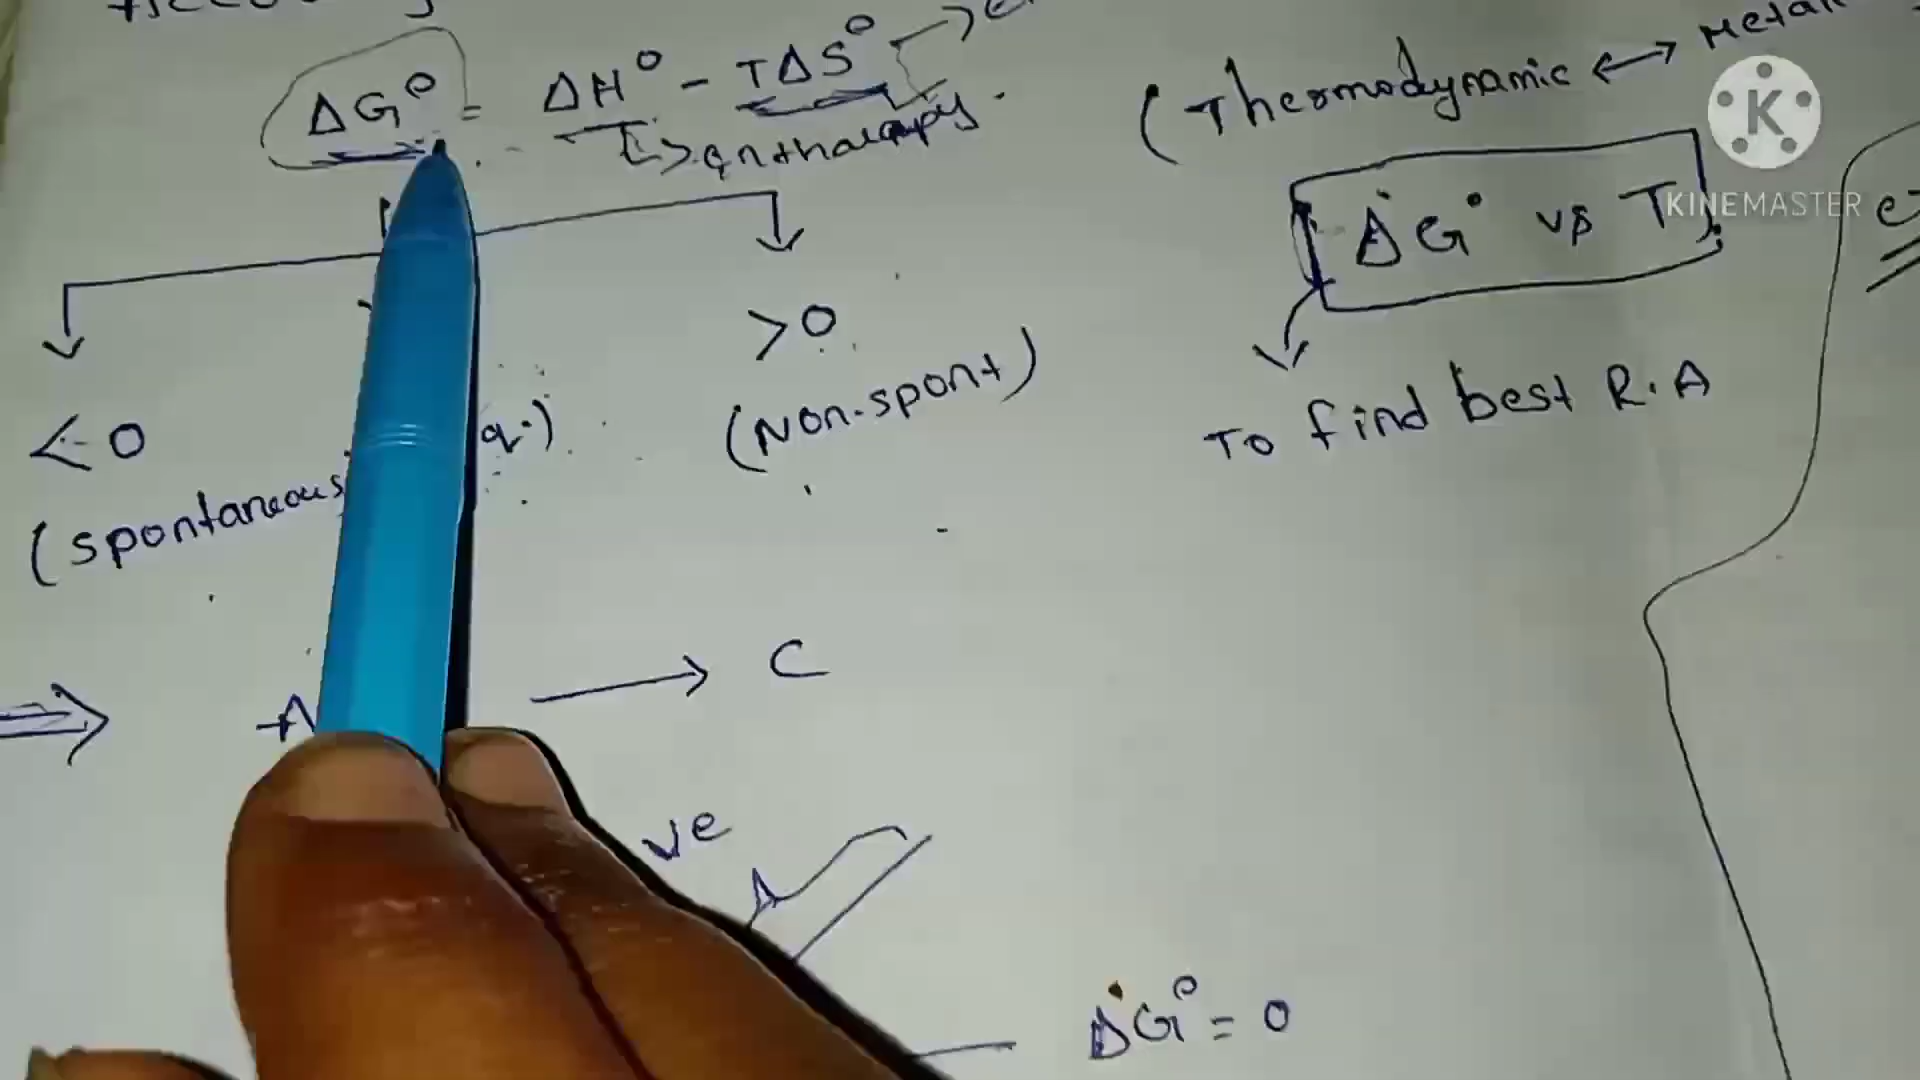 ΔG° = ΔH° - TΔS°
enthalpy.
(Thermodynamic ↔
K
KINEMASTER
ΔG° vs T
To find best R.A
< 0
(spontaneous
q.)
> 0
(Non-spont)
A → C
ve
ΔG° = 0